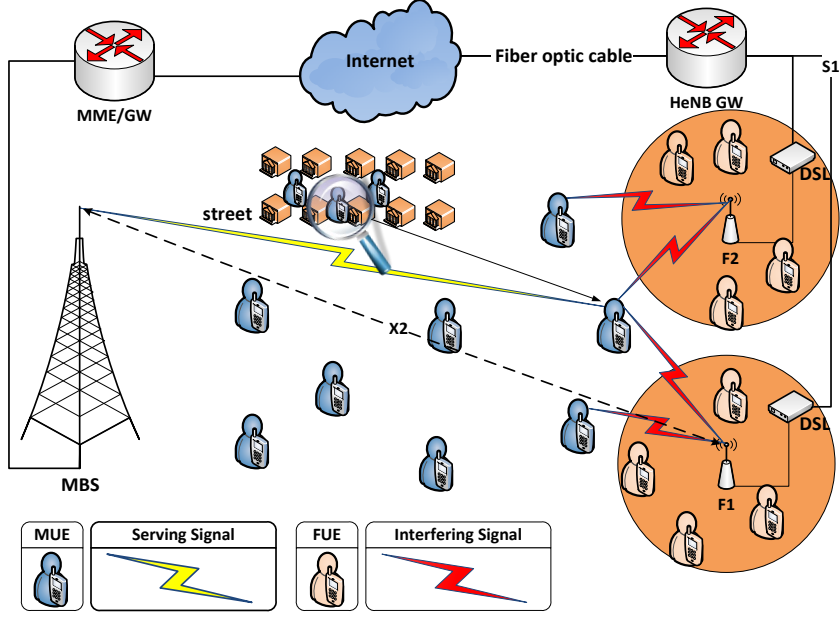 Internet
Fiber optic cable
S1
MME/GW
HeNB GW
DSL
street
F2
X2
DSL
MBS
F1
MUE
Serving Signal
FUE
Interfering Signal